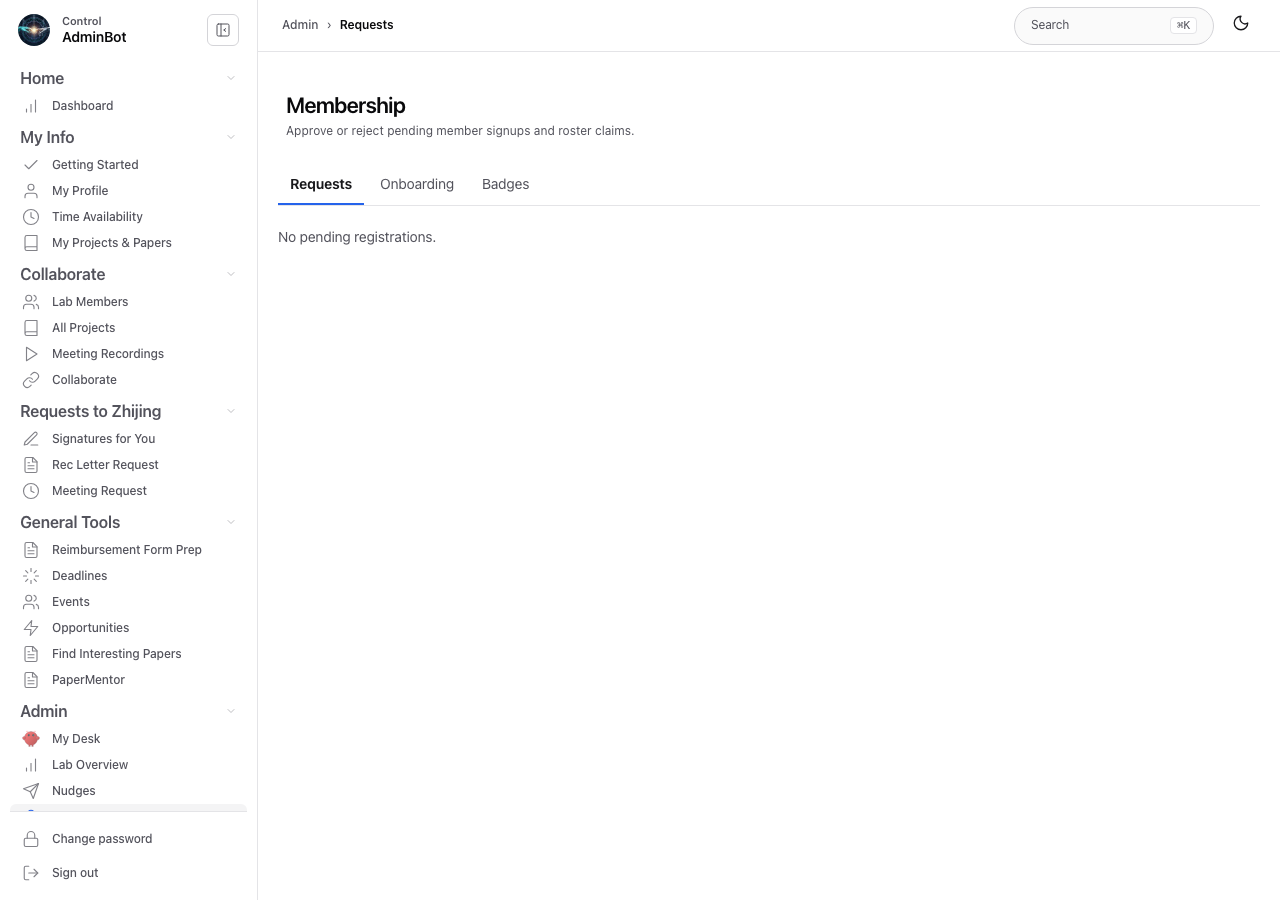 Control
AdminBot
Home
Dashboard
My Info
Getting Started
My Profile
Time Availability
My Projects & Papers
Collaborate
Lab Members
All Projects
Meeting Recordings
Collaborate
Requests to Zhijing
Signatures for You
Rec Letter Request
Meeting Request
General Tools
Reimbursement Form Prep
Deadlines
Events
Opportunities
Find Interesting Papers
PaperMentor
Admin
My Desk
Lab Overview
Nudges
Change password
Sign out
Admin › Requests
Search ⌘K
Membership
Approve or reject pending member signups and roster claims.
Requests Onboarding Badges
No pending registrations.